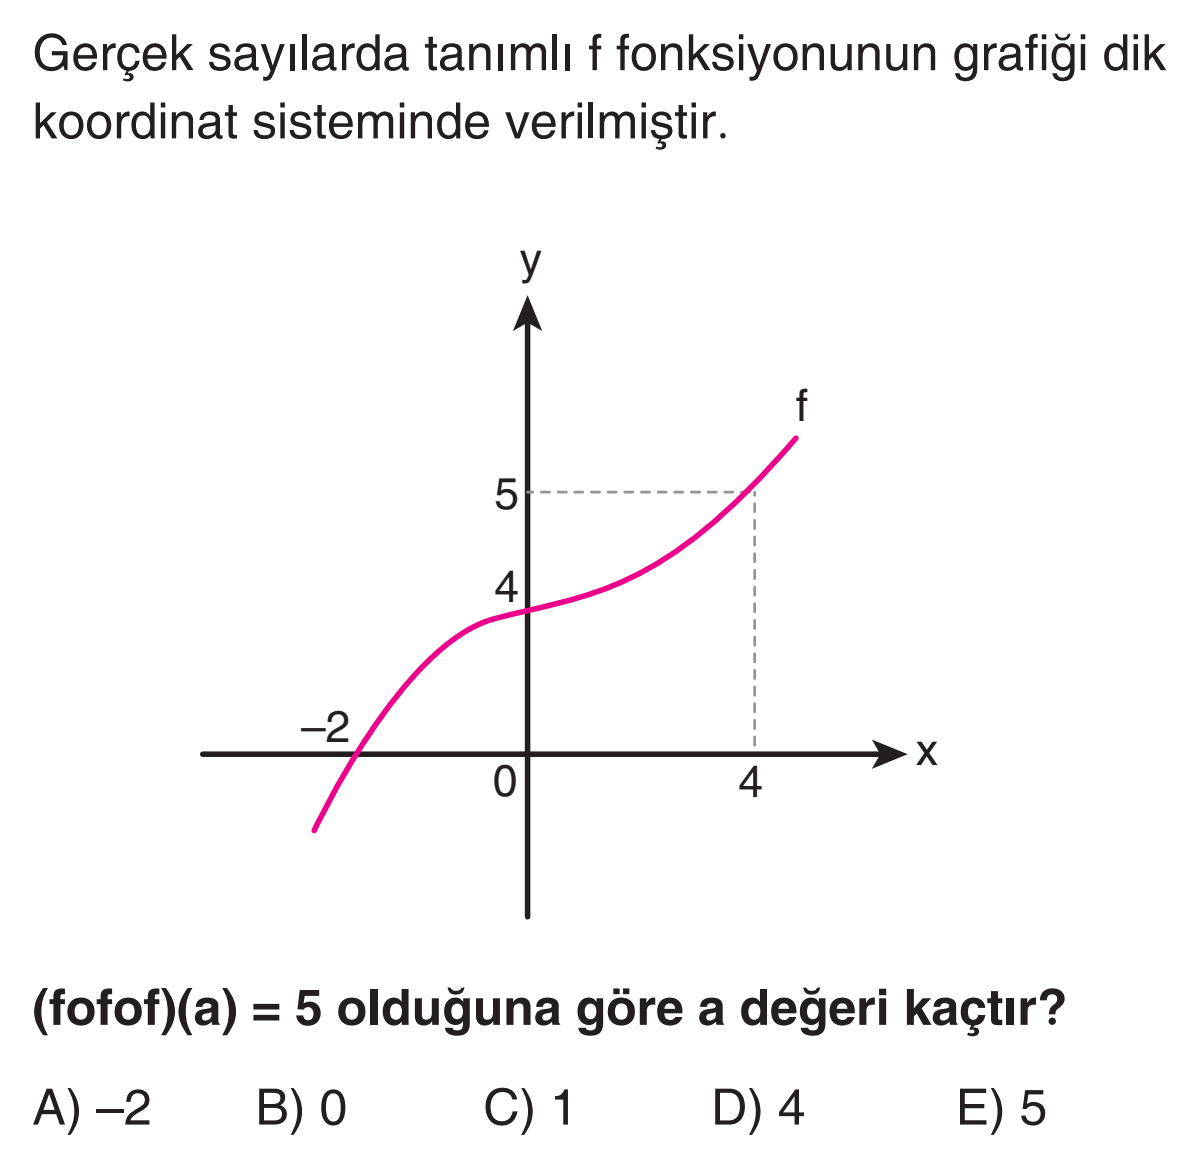 Gerçek sayılarda tanımlı f fonksiyonunun grafiği dik
koordinat sisteminde verilmiştir.
y
f
5
4
–2
x
0
4
(fofof)(a) = 5 olduğuna göre a değeri kaçtır?
A) –2 B) 0 C) 1 D) 4 E) 5